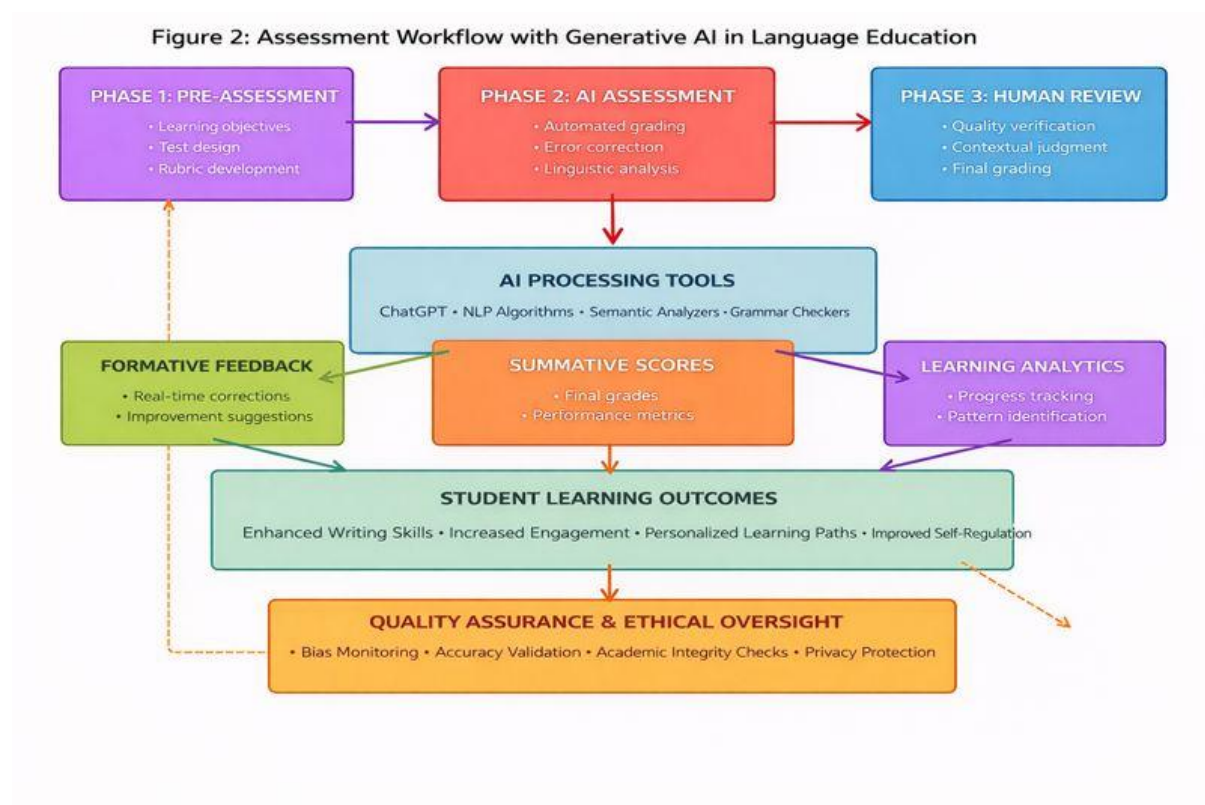 Figure 2: Assessment Workflow with Generative AI in Language Education
PHASE 1: PRE-ASSESSMENT
• Learning objectives
• Test design
• Rubric development
PHASE 2: AI ASSESSMENT
• Automated grading
• Error correction
• Linguistic analysis
PHASE 3: HUMAN REVIEW
• Quality verification
• Contextual judgment
• Final grading
AI PROCESSING TOOLS
ChatGPT • NLP Algorithms • Semantic Analyzers • Grammar Checkers
FORMATIVE FEEDBACK
• Real-time corrections
• Improvement suggestions
SUMMATIVE SCORES
• Final grades
• Performance metrics
LEARNING ANALYTICS
• Progress tracking
• Pattern identification
STUDENT LEARNING OUTCOMES
Enhanced Writing Skills • Increased Engagement • Personalized Learning Paths • Improved Self-Regulation
QUALITY ASSURANCE & ETHICAL OVERSIGHT
• Bias Monitoring • Accuracy Validation • Academic Integrity Checks • Privacy Protection